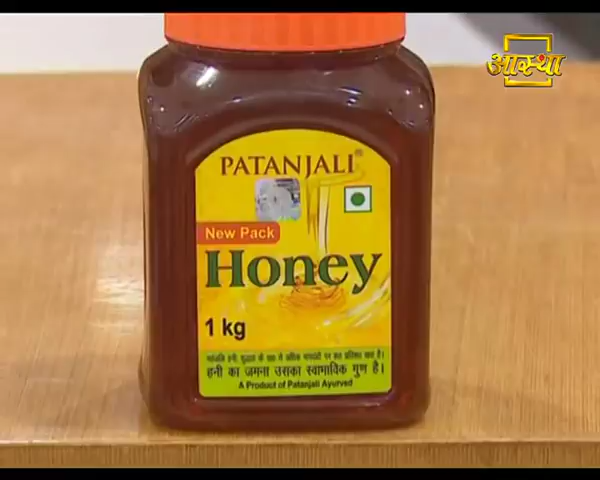 आस्था
PATANJALI®
New Pack
Honey
1 kg
हनी का जमना उसका स्वाभाविक गुण है।
A Product of Patanjali Ayurved